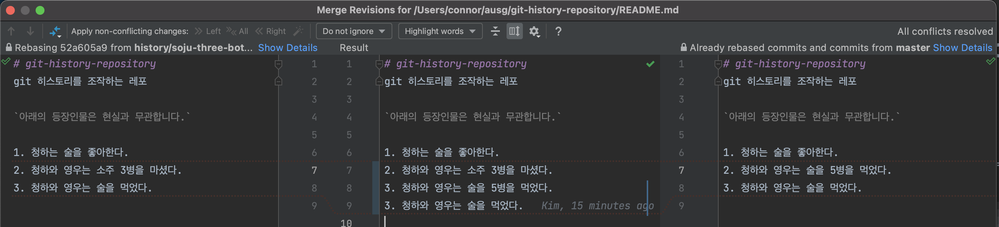 Merge Revisions for /Users/connor/ausg/git-history-repository/README.md
Apply non-conflicting changes: Left All Right Do not ignore Highlight words ? All conflicts resolved
Rebasing 52a605a9 from history/soju-three-bot... Show Details Result Already rebased commits and commits from master Show Details
# git-history-repository
git 히스토리를 조작하는 레포
`아래의 등장인물은 현실과 무관합니다.`
1. 청하는 술을 좋아한다.
2. 청하와 영우는 소주 3병을 마셨다.
3. 청하와 영우는 술을 먹었다.
1
2
3
4
5
6
7
8
9
1
2
3
4
5
6
7
8
9
10
# git-history-repository
git 히스토리를 조작하는 레포
`아래의 등장인물은 현실과 무관합니다.`
1. 청하는 술을 좋아한다.
2. 청하와 영우는 소주 3병을 마셨다.
3. 청하와 영우는 술을 5병을 먹었다.
3. 청하와 영우는 술을 먹었다. Kim, 15 minutes ago
1
2
3
4
5
6
7
8
9
# git-history-repository
git 히스토리를 조작하는 레포
`아래의 등장인물은 현실과 무관합니다.`
1. 청하는 술을 좋아한다.
2. 청하와 영우는 술을 5병을 먹었다.
3. 청하와 영우는 술을 먹었다.